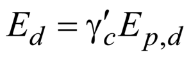 E_d = γ′_c E_{p,d}